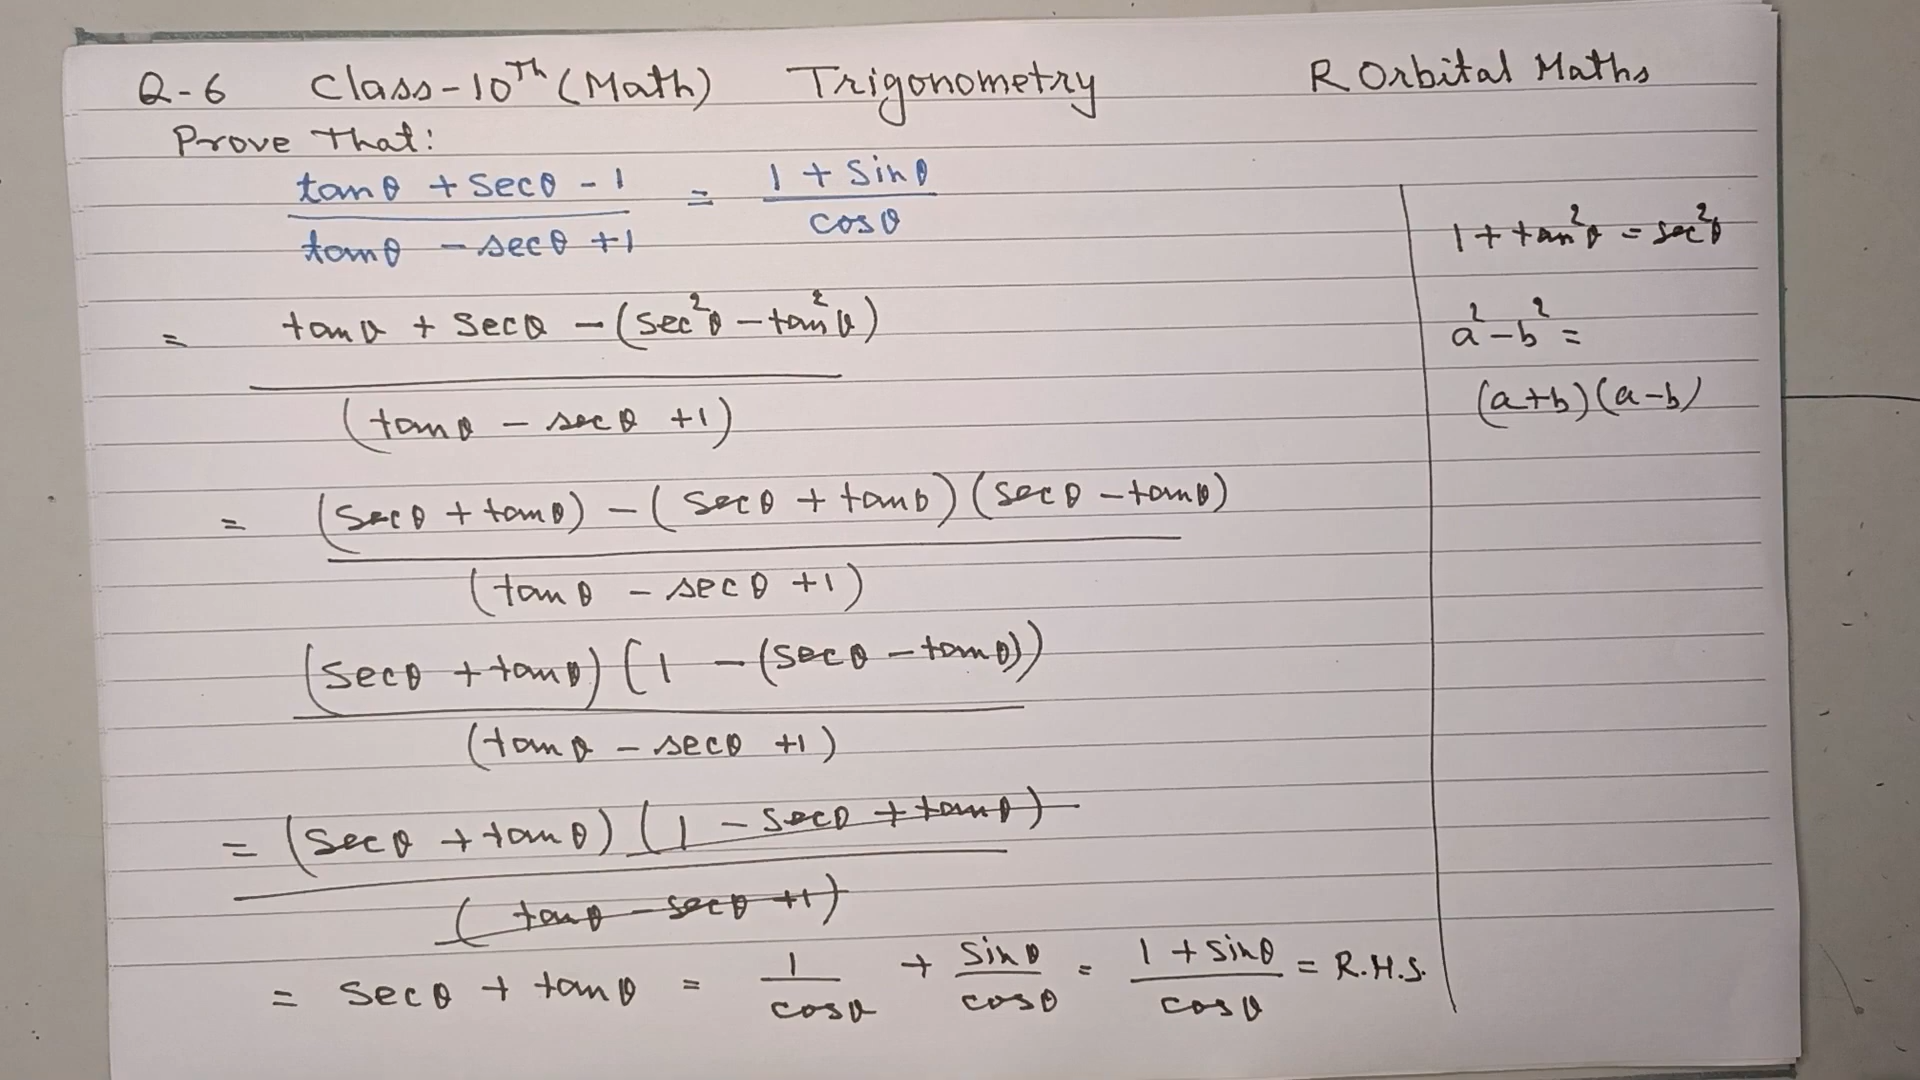 Q-6 Class-10Th (Math) Trigonometry R Orbital Maths
Prove That:
tanθ + Secθ - 1 / tanθ - secθ + 1 = 1 + Sinθ / cosθ
= tanθ + Secθ - (sec²θ - tan²θ) / (tanθ - secθ + 1)
= (Secθ + tanθ) - (Secθ + tanθ)(secθ - tanθ) / (tanθ - secθ + 1)
(Secθ + tanθ)(1 - (secθ - tanθ)) / (tanθ - secθ + 1)
= (Secθ + tanθ)(1 - secθ + tanθ) / (tanθ - secθ + 1)
= secθ + tanθ = 1 / cosθ + sinθ / cosθ = 1 + sinθ / cosθ = R.H.S.
1 + tan²θ = sec²θ
a² - b² =
(a+b)(a-b)